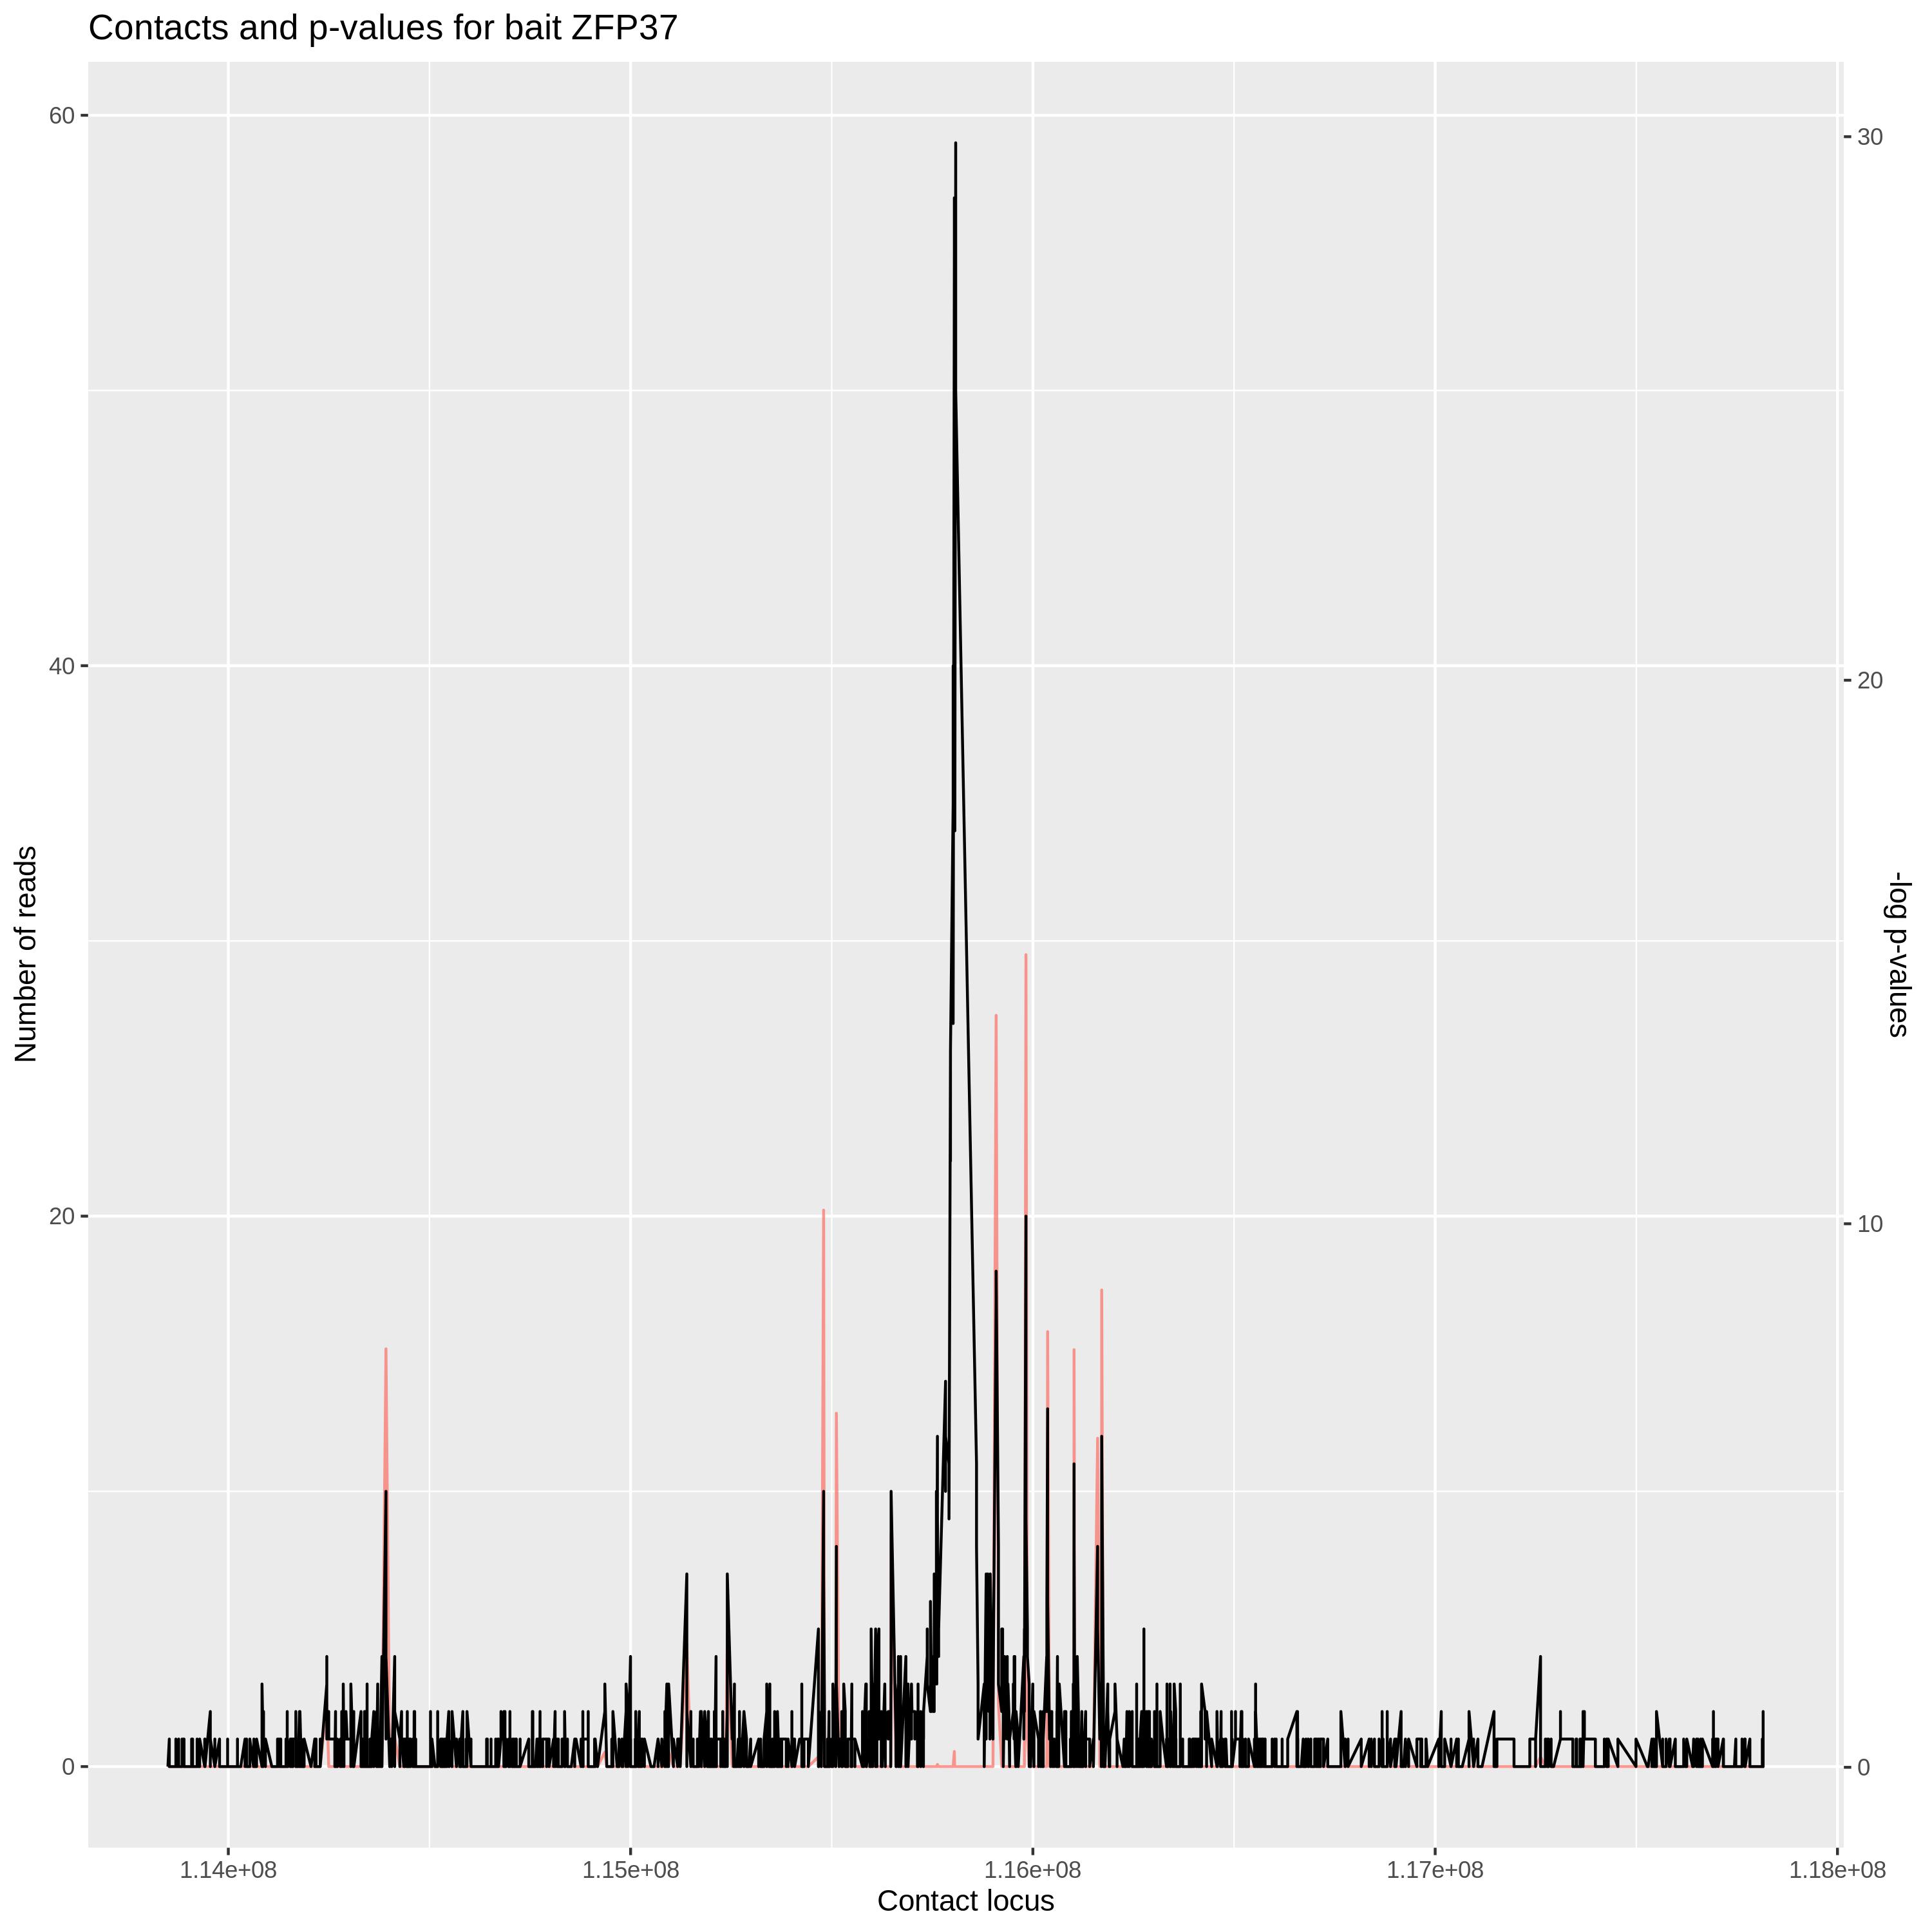 Contacts and p-values for bait ZFP37
60
40
20
0
Number of reads
30
20
10
0
-log p-values
1.14e+08
1.15e+08
1.16e+08
1.17e+08
1.18e+08
Contact locus